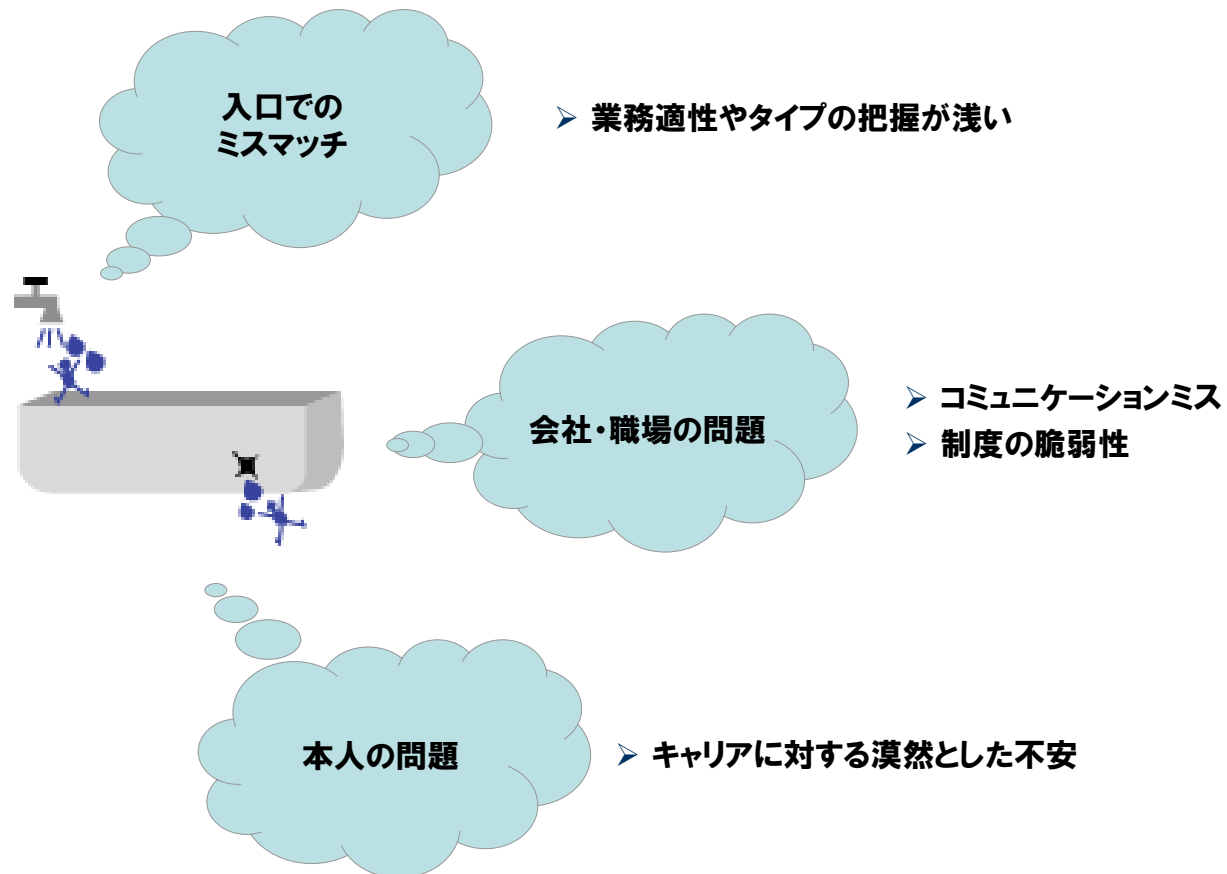 入口での
ミスマッチ
➢ 業務適性やタイプの把握が浅い
会社・職場の問題
➢ コミュニケーションミス
➢ 制度の脆弱性
本人の問題
➢ キャリアに対する漠然とした不安